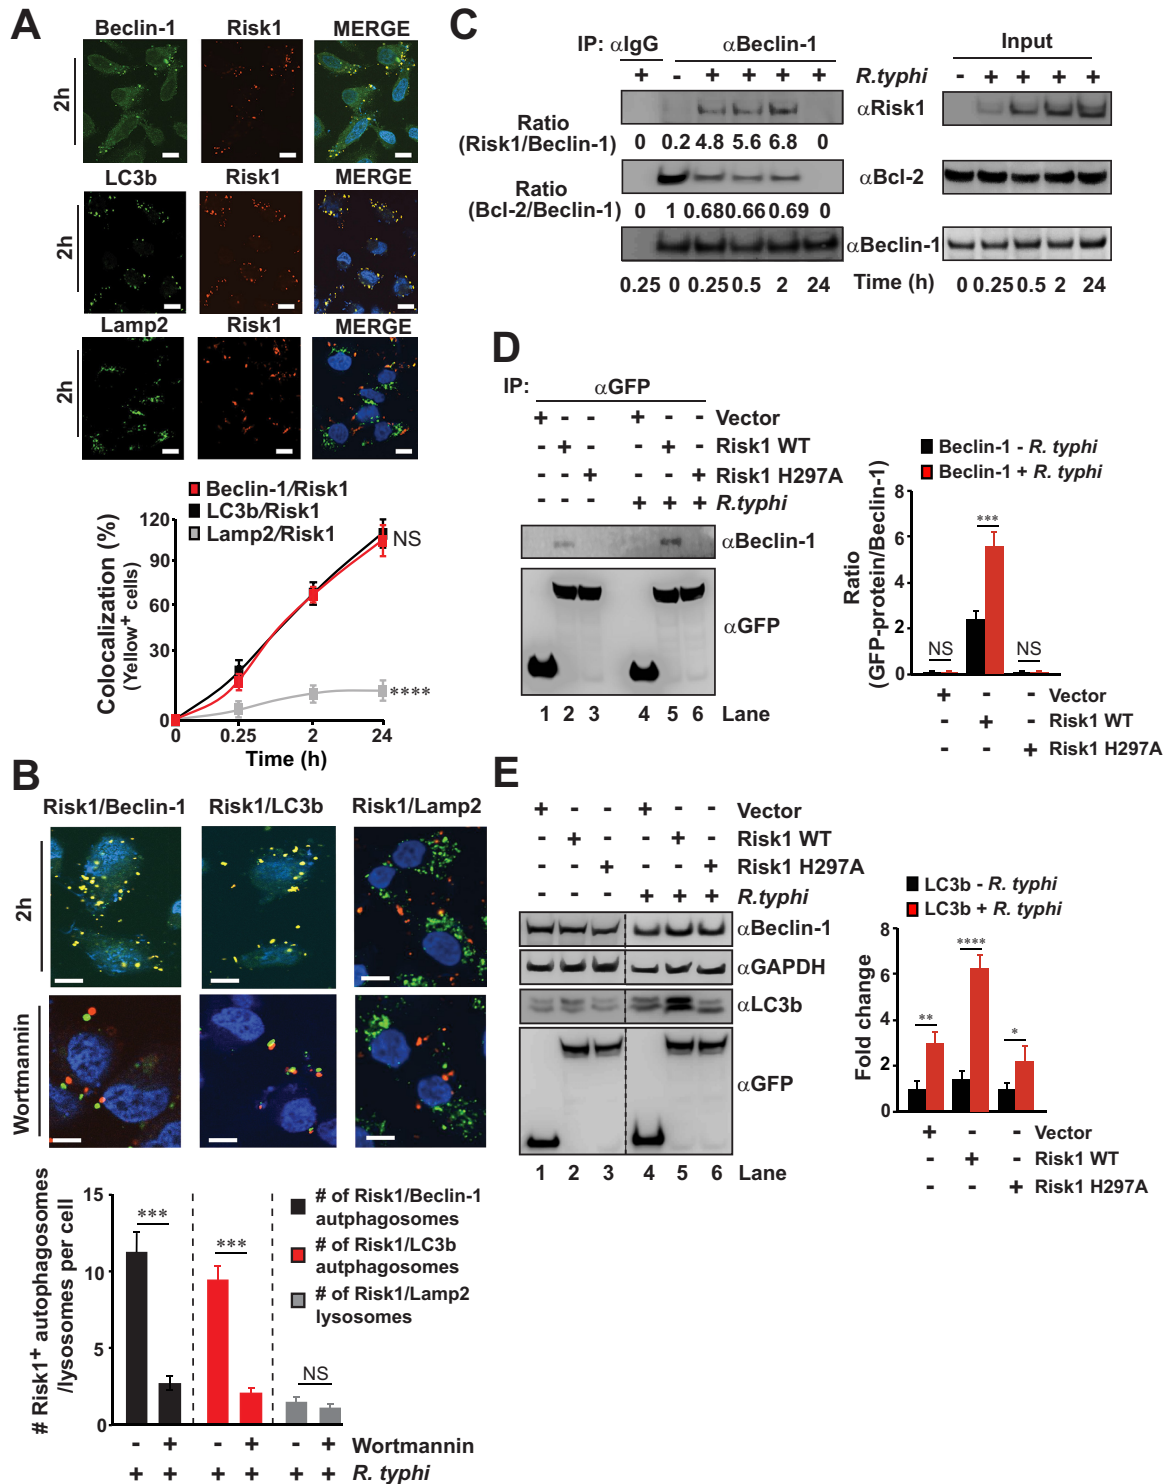 A
Beclin-1 Risk1 MERGE
2h
LC3b Risk1 MERGE
2h
Lamp2 Risk1 MERGE
2h
Beclin-1/Risk1
LC3b/Risk1
Lamp2/Risk1
Colocalization (%)
(Yellow+ cells)
120
60
30
0
NS
****
0 0.25 2 24
Time (h)
B
Risk1/Beclin-1 Risk1/LC3b Risk1/Lamp2
2h
Wortmannin
# Risk1+ autophagosomes
/lysosomes per cell
15
10
5
0
*** *** NS
# of Risk1/Beclin-1
autphagosomes
# of Risk1/LC3b
autphagosomes
# of Risk1/Lamp2
lysosomes
- + - + - + Wortmannin
+ + + + + + R. typhi
C
IP: αIgG αBeclin-1 Input
+ - + + + + R.typhi - + + + +
αRisk1
Ratio
(Risk1/Beclin-1)
0 0.2 4.8 5.6 6.8 0
αBcl-2
Ratio
(Bcl-2/Beclin-1)
0 1 0.68 0.66 0.69 0
αBeclin-1
0.25 0 0.25 0.5 2 24 Time (h) 0 0.25 0.5 2 24
D
IP: αGFP
+ - - + - - Vector
- + - - + - Risk1 WT
- - + - - + Risk1 H297A
- - - + + + R.typhi
αBeclin-1
αGFP
1 2 3 4 5 6 Lane
Beclin-1 - R. typhi
Beclin-1 + R. typhi
Ratio
(GFP-protein/Beclin-1)
8
6
4
2
0
NS *** NS
+ - - Vector
- + - Risk1 WT
- - + Risk1 H297A
E
+ - - + - - Vector
- + - - + - Risk1 WT
- - + - - + Risk1 H297A
- - - + + + R.typhi
αBeclin-1
αGAPDH
αLC3b
αGFP
1 2 3 4 5 6 Lane
LC3b - R. typhi
LC3b + R. typhi
Fold change
8
6
4
2
0
** **** *
+ - - Vector
- + - Risk1 WT
- - + Risk1 H297A